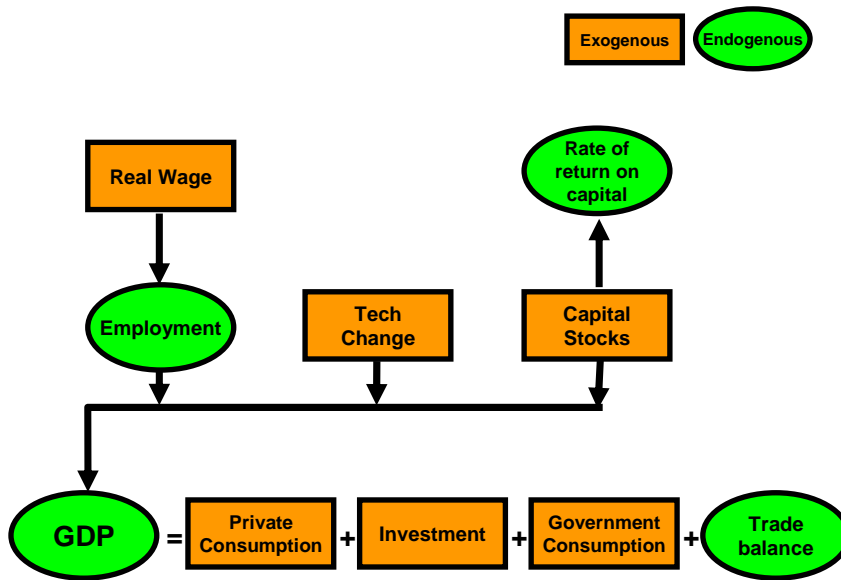 Exogenous
Endogenous
Rate of
return on
capital
Real Wage
Employment
Tech
Change
Capital
Stocks
GDP
=
Private
Consumption
+
Investment
+
Government
Consumption
+
Trade
balance